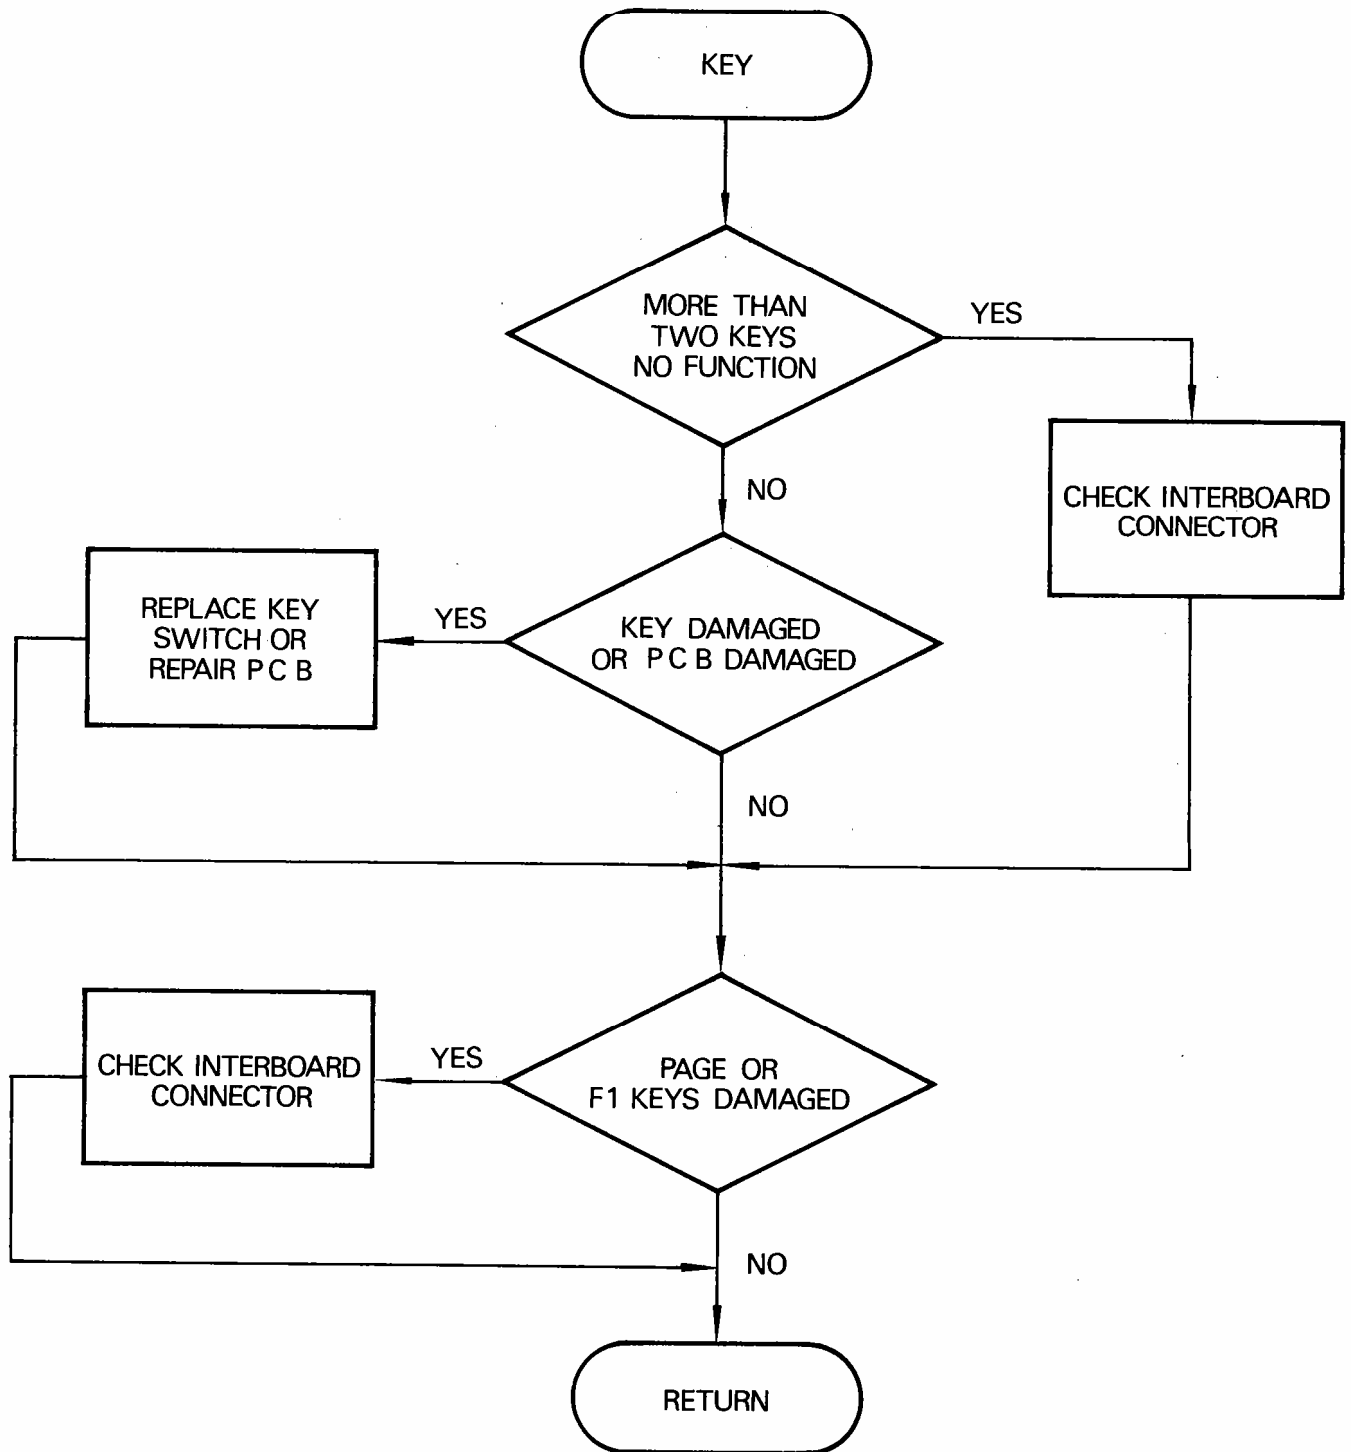 KEY
MORE THAN
TWO KEYS
NO FUNCTION
YES
NO
CHECK INTERBOARD
CONNECTOR
REPLACE KEY
SWITCH OR
REPAIR P C B
YES
KEY DAMAGED
OR P C B DAMAGED
NO
CHECK INTERBOARD
CONNECTOR
YES
PAGE OR
F1 KEYS DAMAGED
NO
RETURN